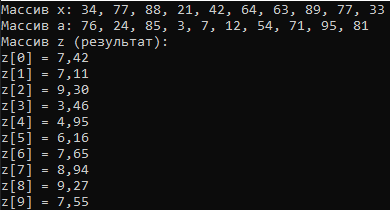 Массив x: 34, 77, 88, 21, 42, 64, 63, 89, 77, 33
Массив a: 76, 24, 85, 3, 7, 12, 54, 71, 95, 81
Массив z (результат):
z[0] = 7,42
z[1] = 7,11
z[2] = 9,30
z[3] = 3,46
z[4] = 4,95
z[5] = 6,16
z[6] = 7,65
z[7] = 8,94
z[8] = 9,27
z[9] = 7,55